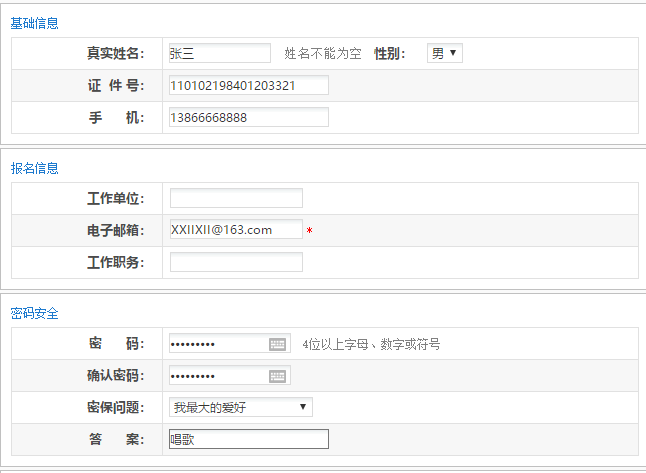 基础信息
真实姓名： 张三 姓名不能为空 性别： 男
证 件 号： 110102198401203321
手 机： 13866668888
报名信息
工作单位：
电子邮箱： XXIIXII@163.com *
工作职务：
密码安全
密 码： ••••••••• 4位以上字母、数字或符号
确认密码： •••••••••
密保问题： 我最大的爱好
答 案： 唱歌